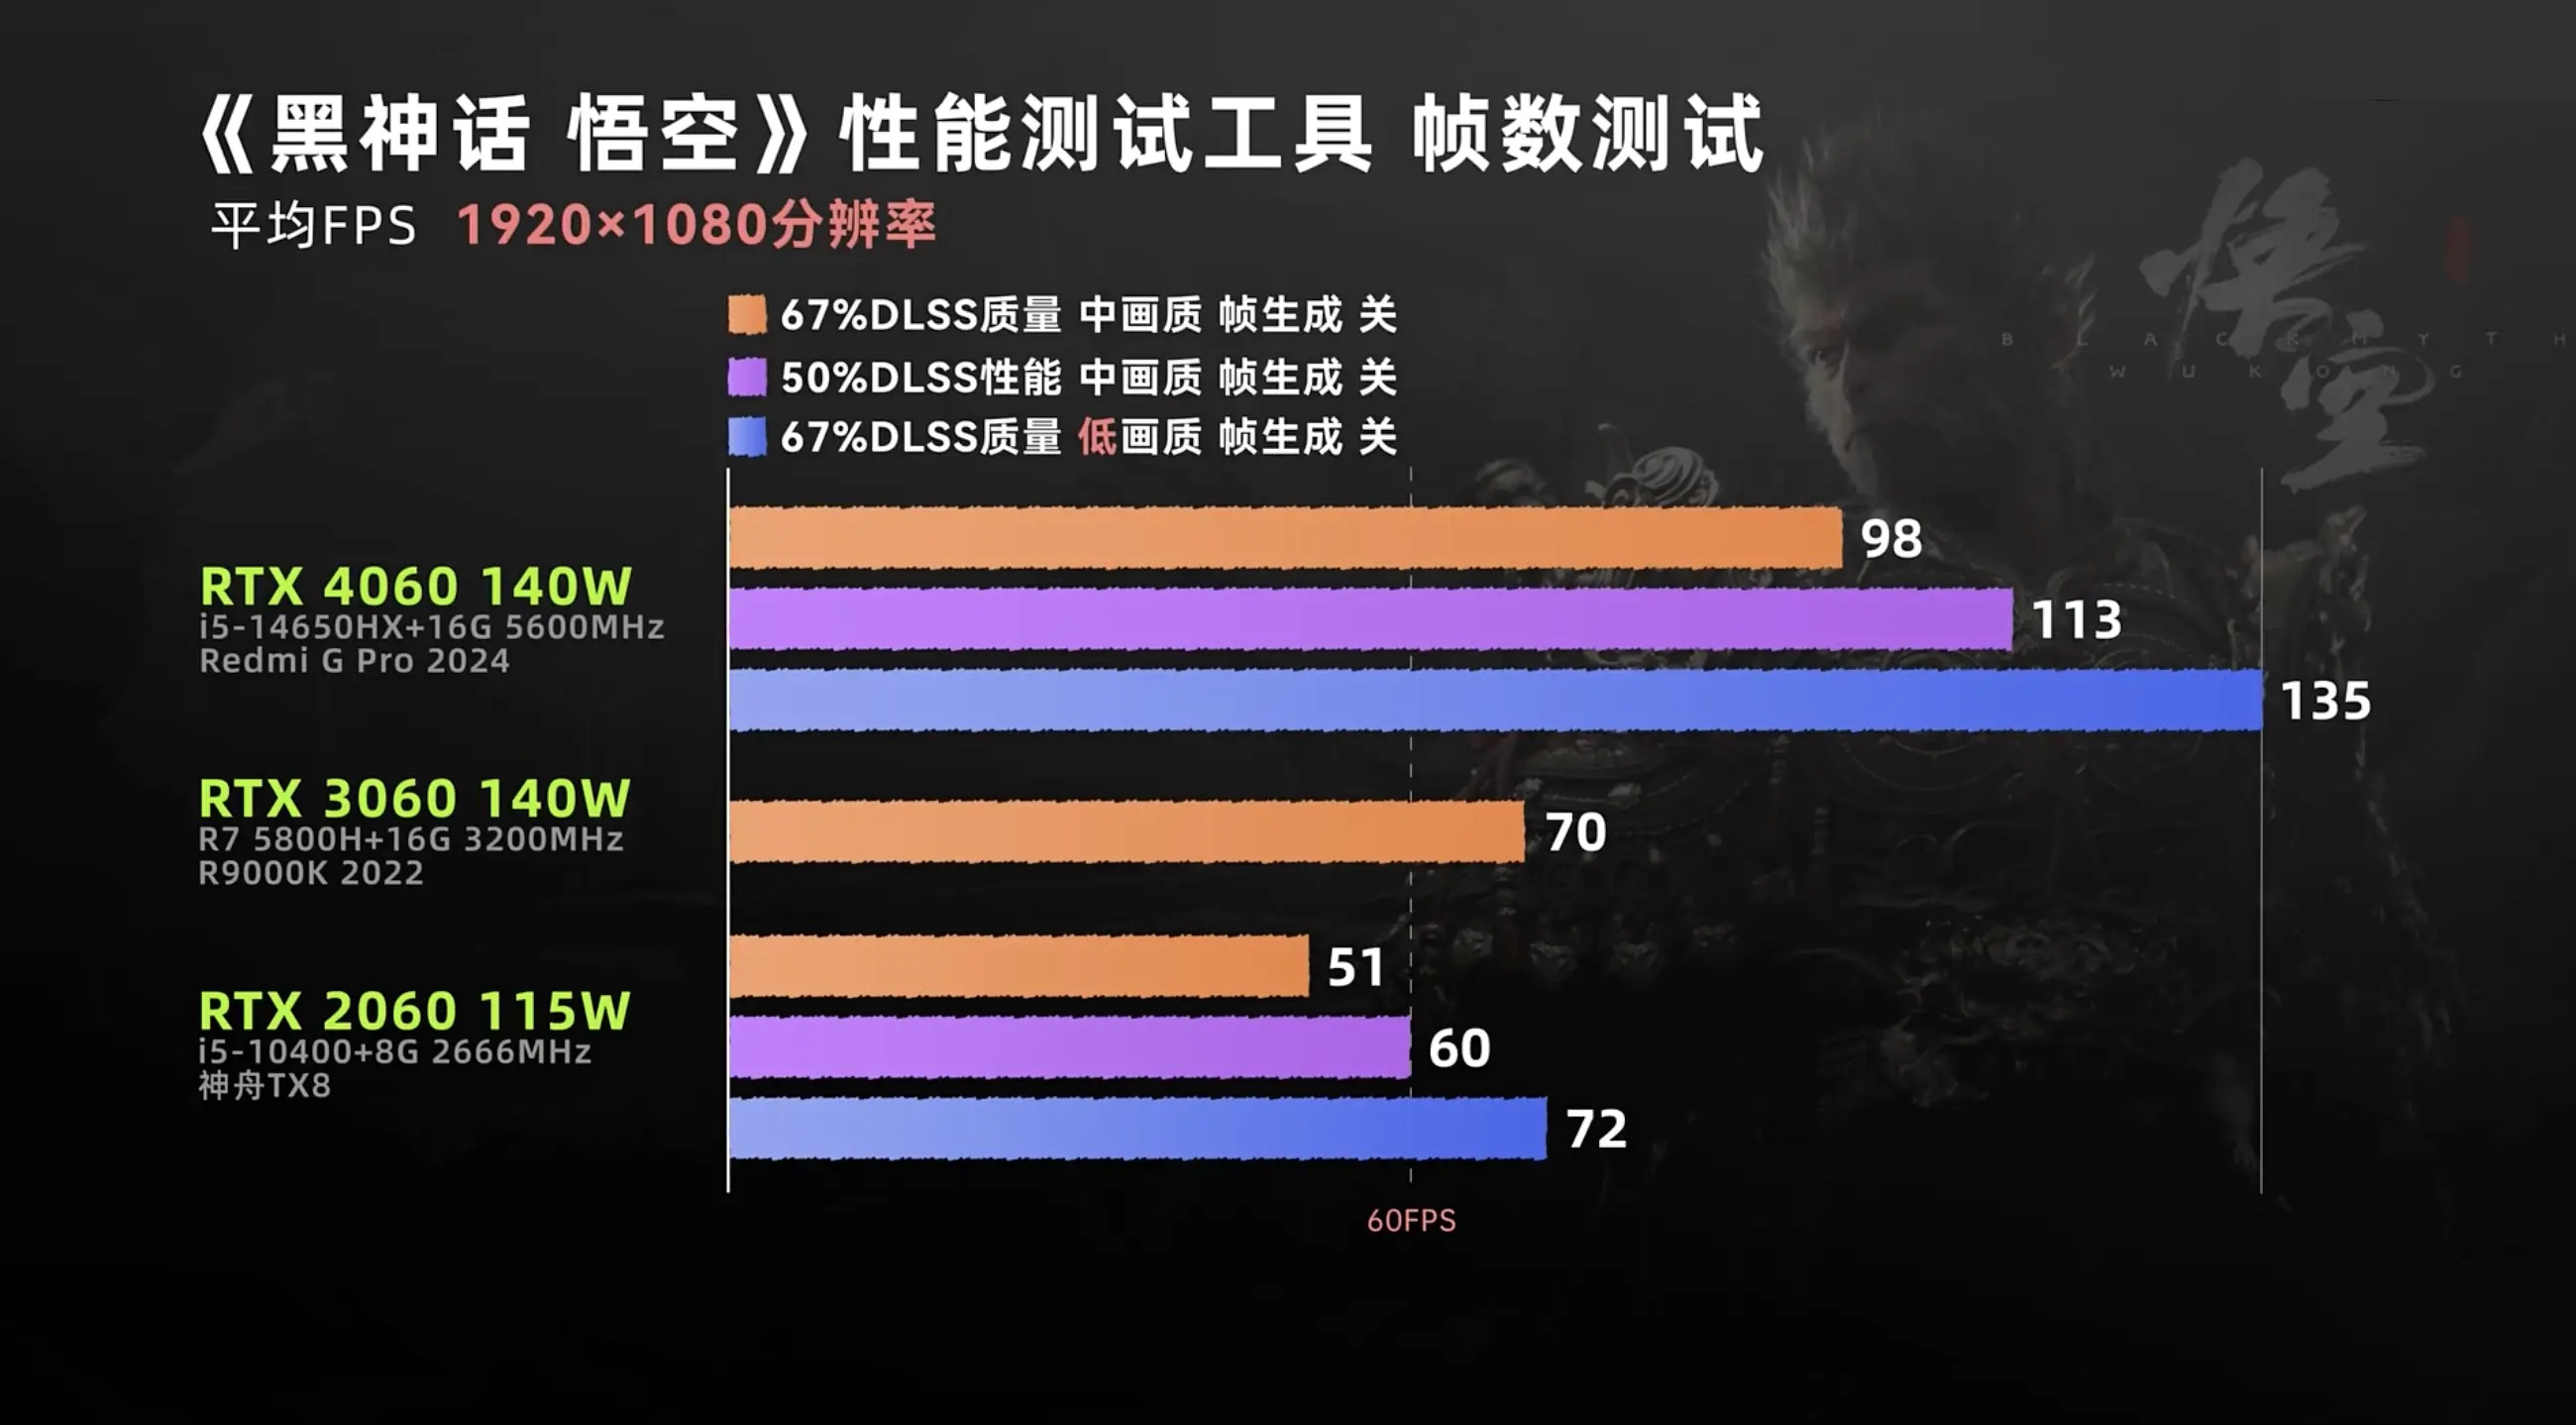 《黑神话 悟空》性能测试工具 帧数测试
平均FPS 1920×1080分辨率
悟空
BLACK MYTH
WUKONG
67%DLSS质量 中画质 帧生成 关
50%DLSS性能 中画质 帧生成 关
67%DLSS质量 低画质 帧生成 关
98
RTX 4060 140W
i5-14650HX+16G 5600MHz
Redmi G Pro 2024
113
135
RTX 3060 140W
R7 5800H+16G 3200MHz
R9000K 2022
70
51
RTX 2060 115W
i5-10400+8G 2666MHz
神舟TX8
60
72
60FPS